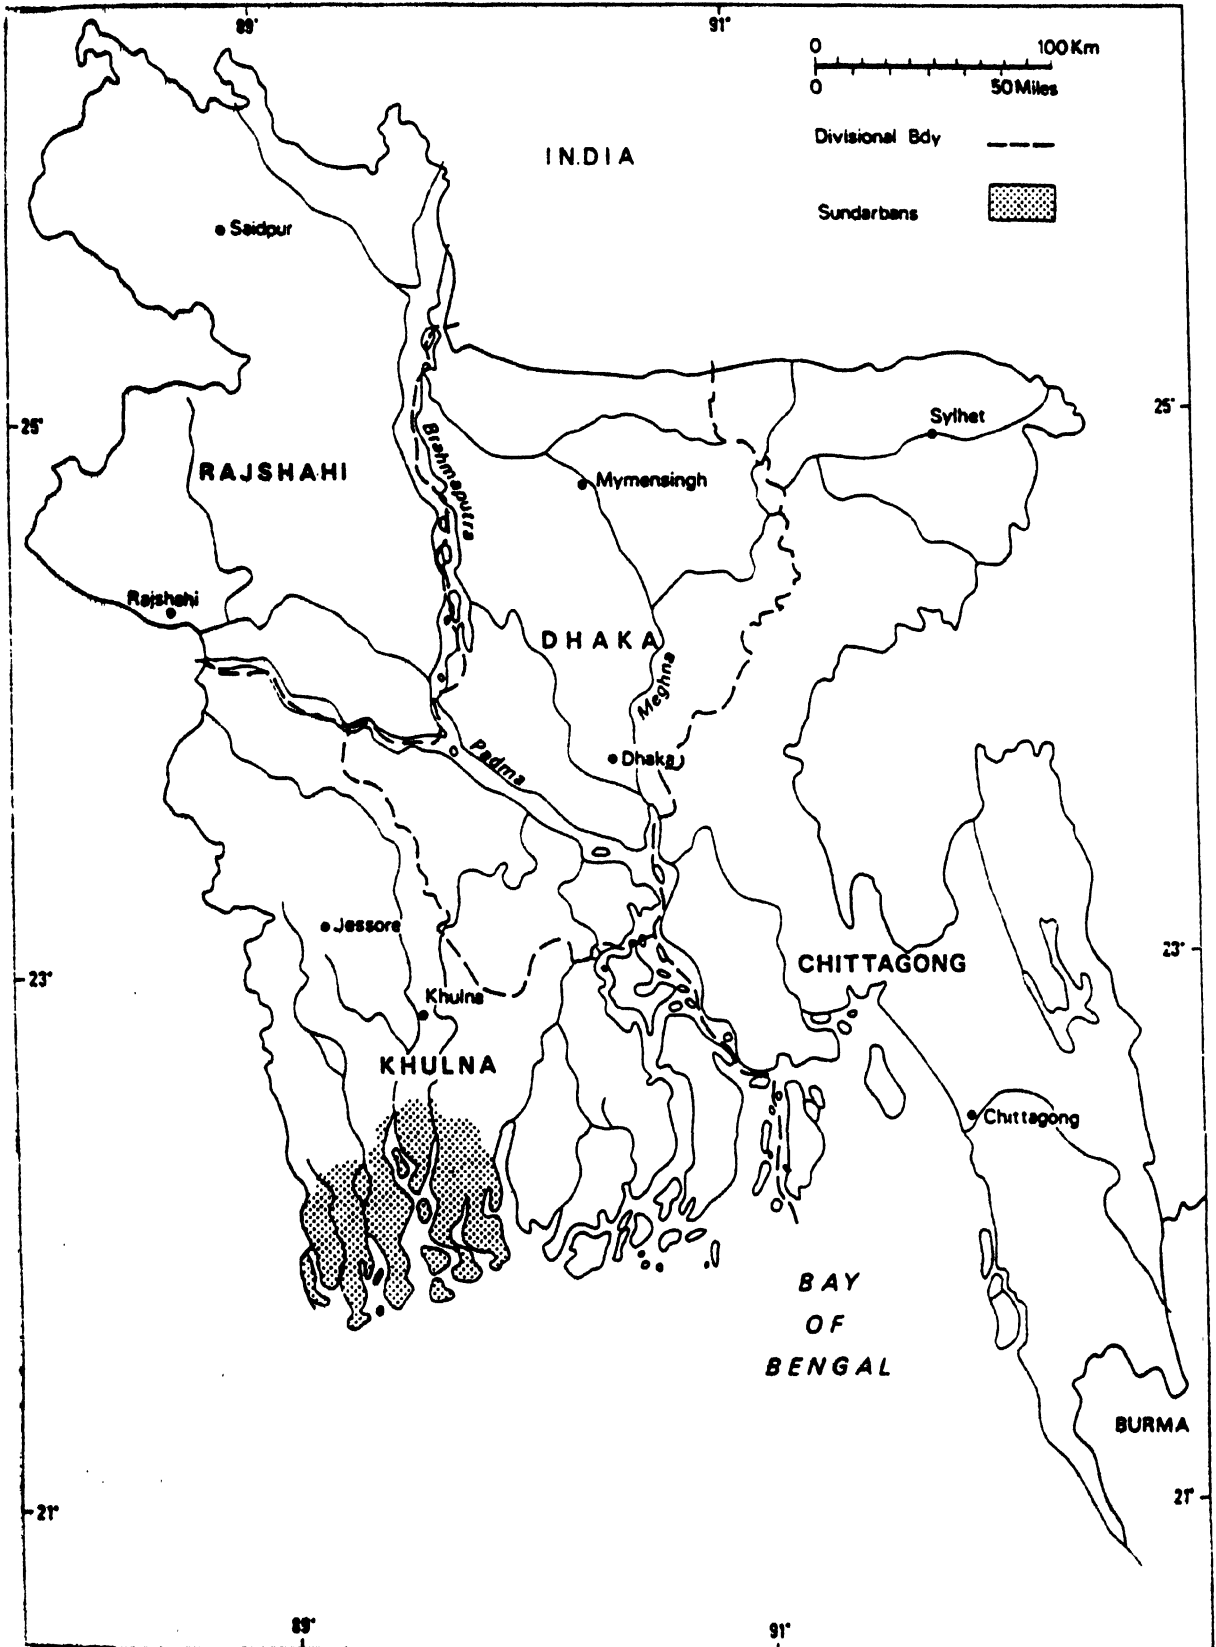 89° 91°
0 100 Km
0 50 Miles
Divisional Bdy
IN.DIA
Sundarbans
Saidpur
25° 25°
Sylhet
Brahmaputra
RAJSHAHI
Mymensingh
Rajshahi
DHAKA
Meghna
Padma
Dhaka
Jessore
CHITTAGONG
23° 23°
Khulna
KHULNA
Chittagong
BAY
OF
BENGAL
BURMA
21° 21°
89° 91°